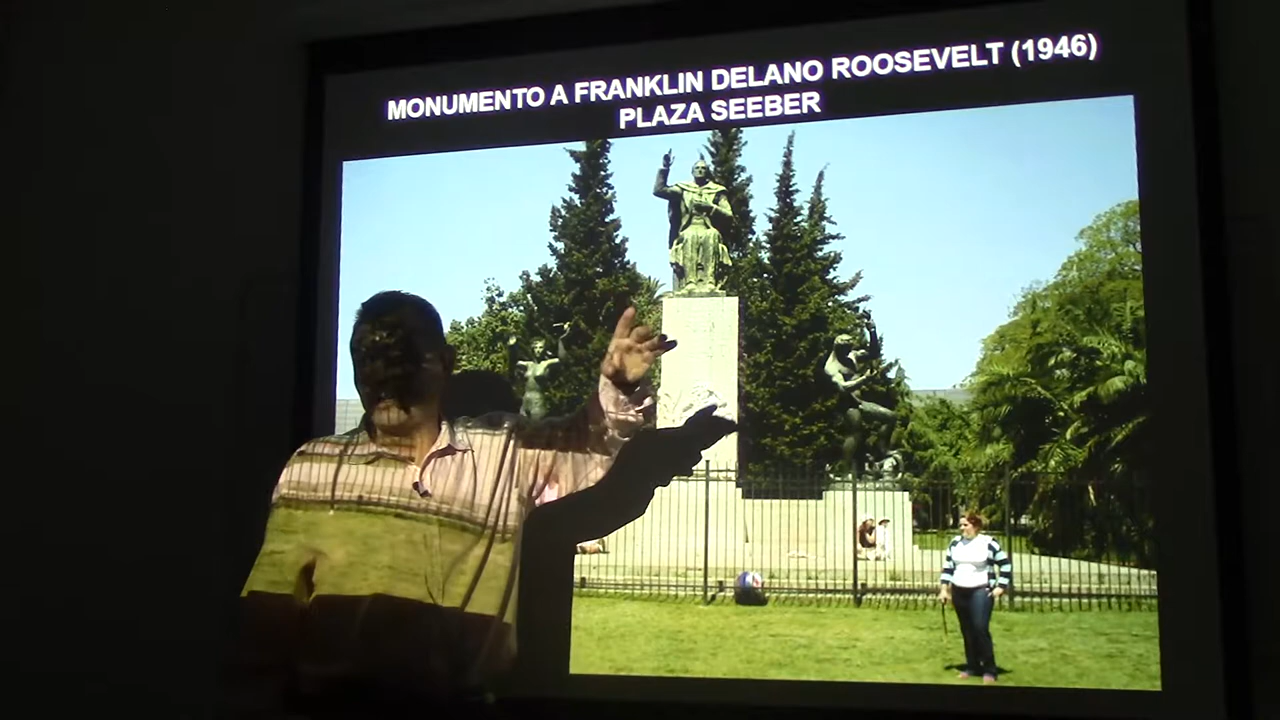 MONUMENTO A FRANKLIN DELANO ROOSEVELT (1946)
PLAZA SEEBER